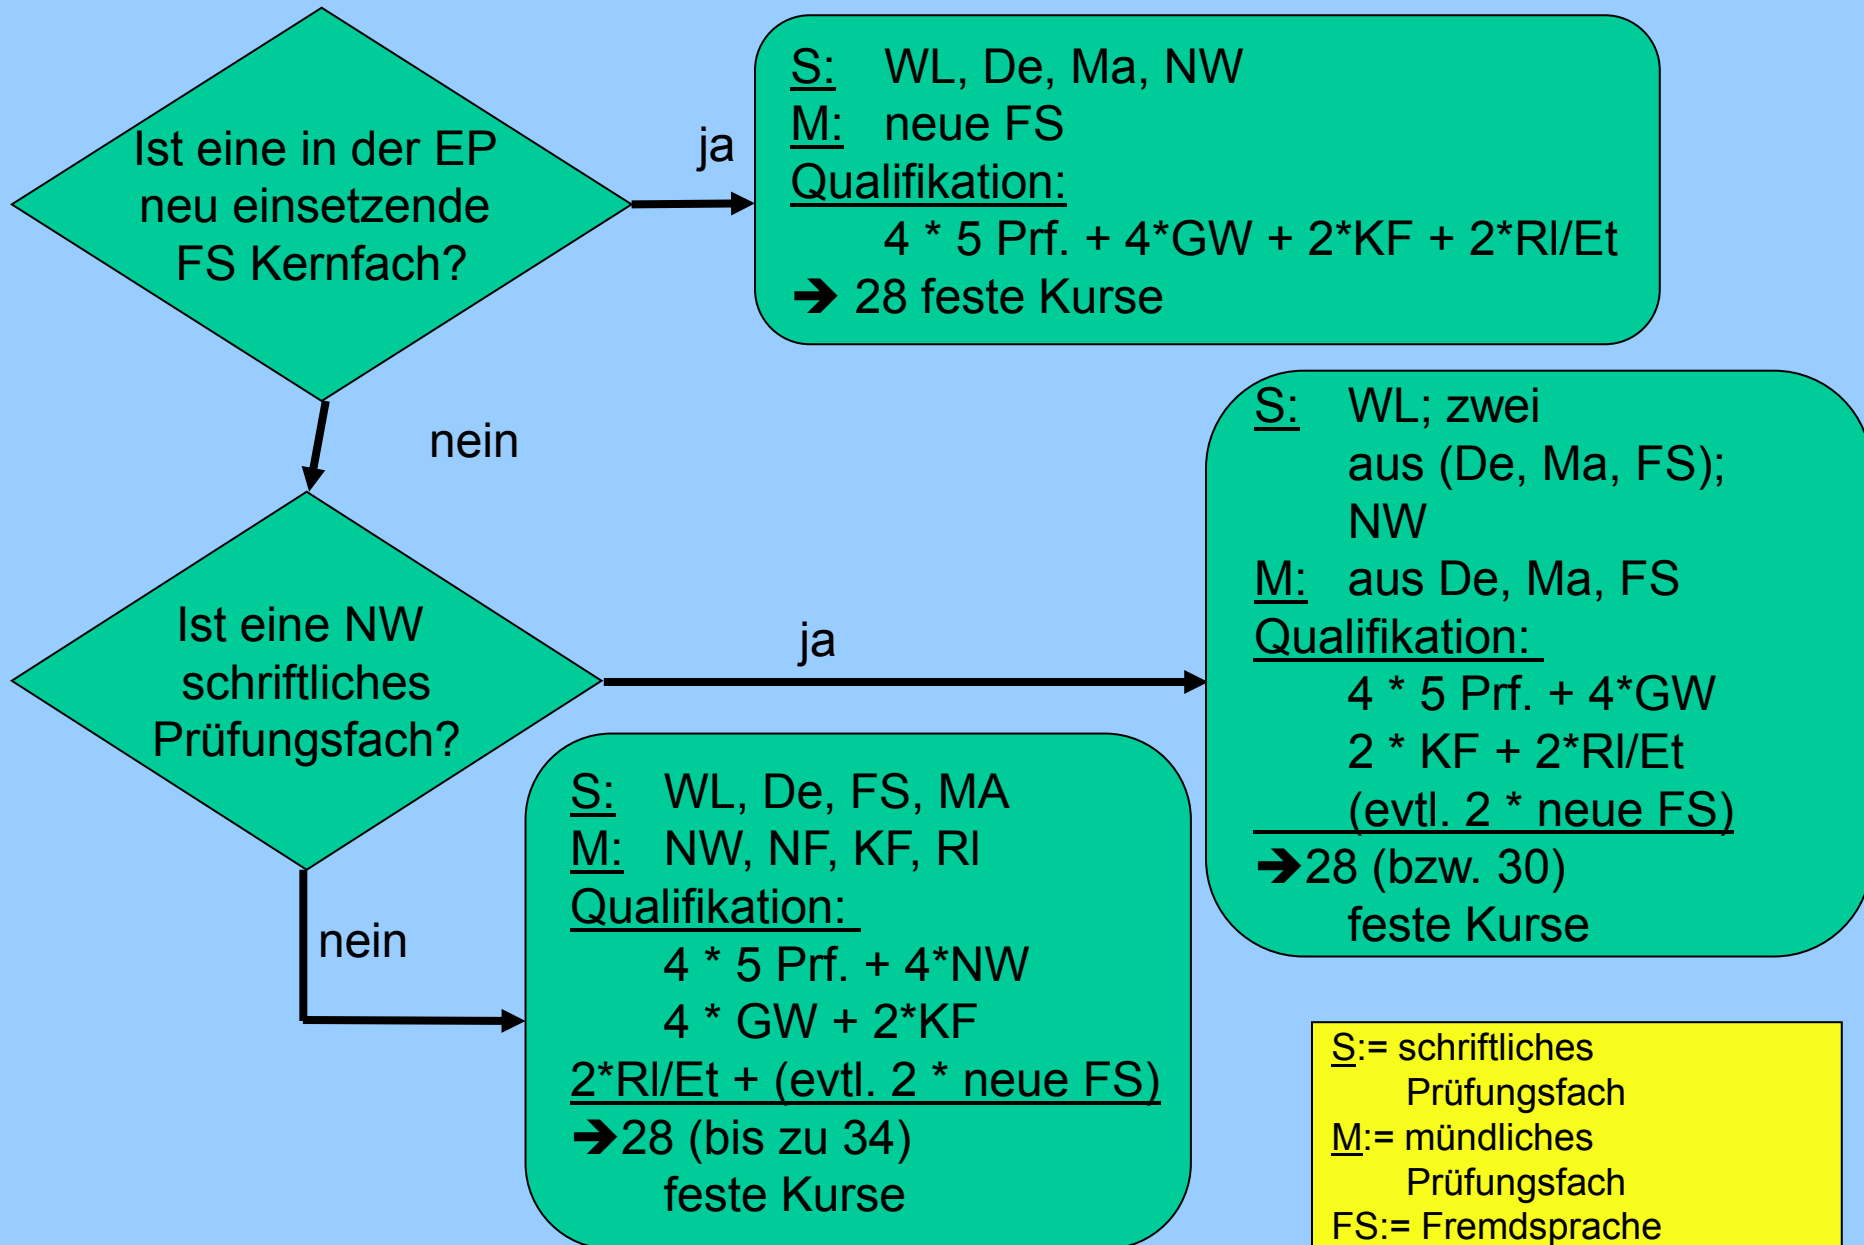 Ist eine in der EP
neu einsetzende
FS Kernfach?
ja
S: WL, De, Ma, NW
M: neue FS
Qualifikation:
4 * 5 Prf. + 4*GW + 2*KF + 2*Rl/Et
➔ 28 feste Kurse
nein
Ist eine NW
schriftliches
Prüfungsfach?
ja
S: WL; zwei
aus (De, Ma, FS);
NW
M: aus De, Ma, FS
Qualifikation:
4 * 5 Prf. + 4*GW
2 * KF + 2*Rl/Et
(evtl. 2 * neue FS)
➔28 (bzw. 30)
feste Kurse
nein
S: WL, De, FS, MA
M: NW, NF, KF, Rl
Qualifikation:
4 * 5 Prf. + 4*NW
4 * GW + 2*KF
2*Rl/Et + (evtl. 2 * neue FS)
➔28 (bis zu 34)
feste Kurse
S:= schriftliches
Prüfungsfach
M:= mündliches
Prüfungsfach
FS:= Fremdsprache